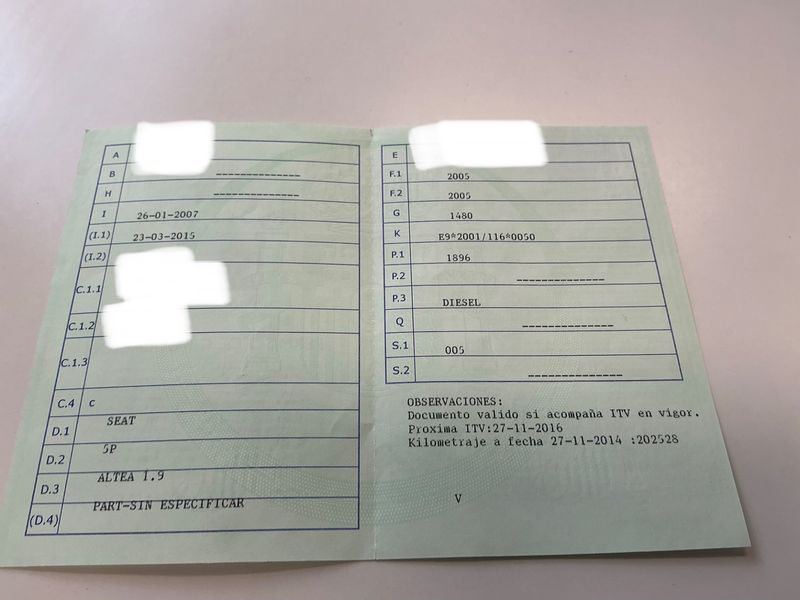 A
B --------------
H --------------
I 26-01-2007
(I.1) 23-03-2015
(I.2)
C.1.1
C.1.2
C.1.3
C.4 c
D.1 SEAT
D.2 5P
D.3 ALTEA 1.9
(D.4) PART-SIN ESPECIFICAR
E
F.1 2005
F.2 2005
G 1480
K E9*2001/116*0050
P.1 1896
P.2 --------------
P.3 DIESEL
Q --------------
S.1 005
S.2 --------------
OBSERVACIONES:
Documento valido si acompaña ITV en vigor.
Proxima ITV:27-11-2016
Kilometraje a fecha 27-11-2014 :202528
V